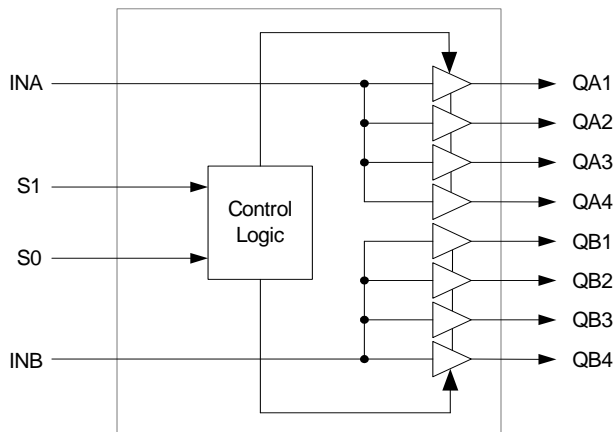 INA
S1
S0
INB
Control
Logic
QA1
QA2
QA3
QA4
QB1
QB2
QB3
QB4